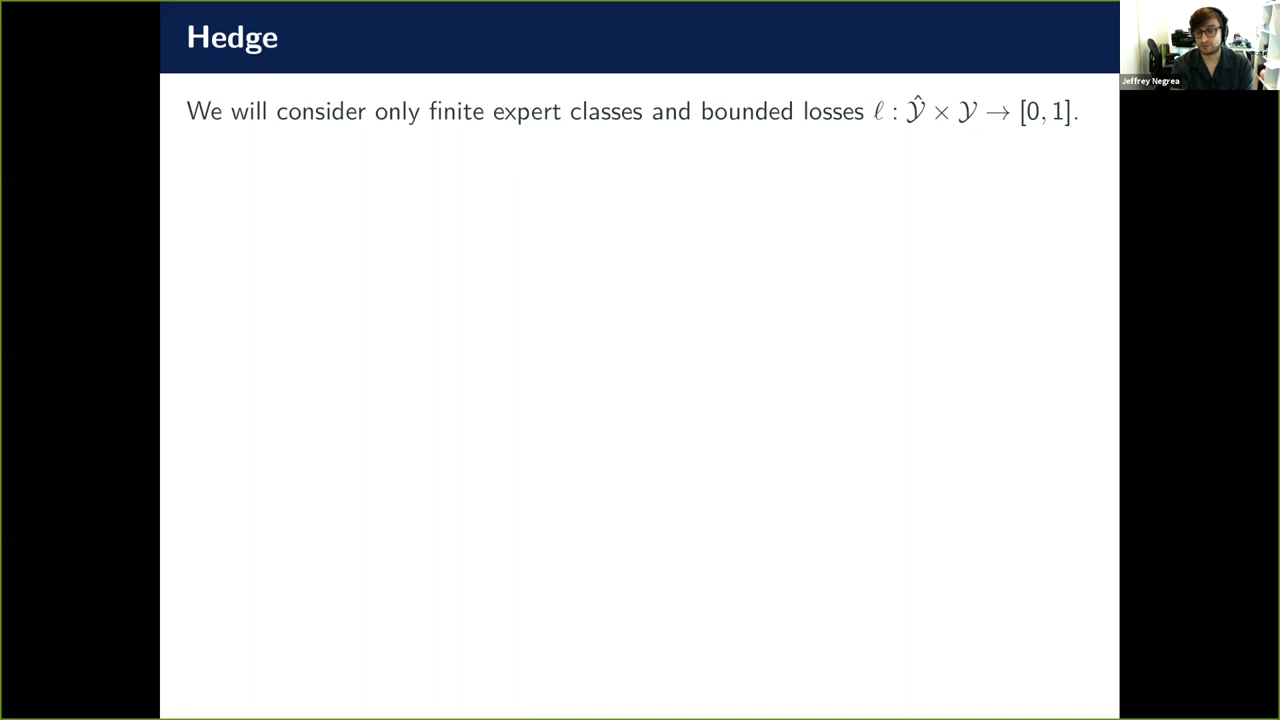 Hedge
We will consider only finite expert classes and bounded losses ℓ : 𝒴̂ × 𝒴 → [0, 1].
Jeffrey Negrea